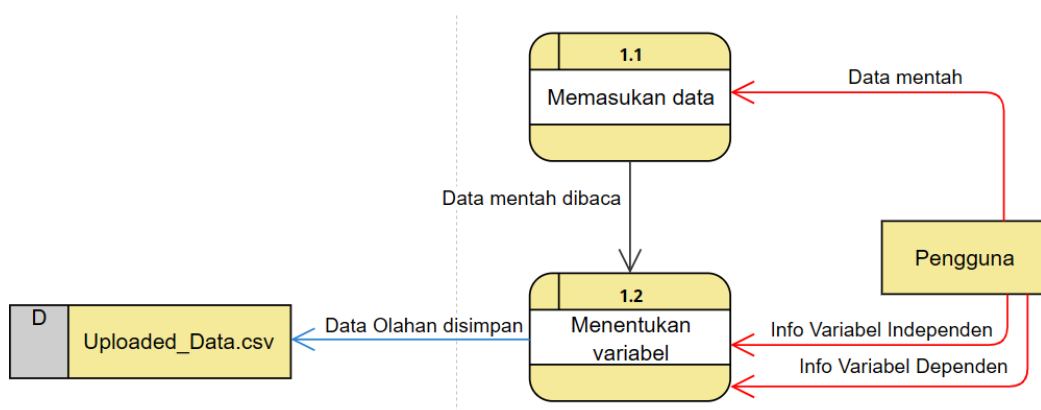 1.1
Memasukan data
Data mentah
Data mentah dibaca
Pengguna
1.2
Menentukan
variabel
D
Uploaded_Data.csv
Data Olahan disimpan
Info Variabel Independen
Info Variabel Dependen